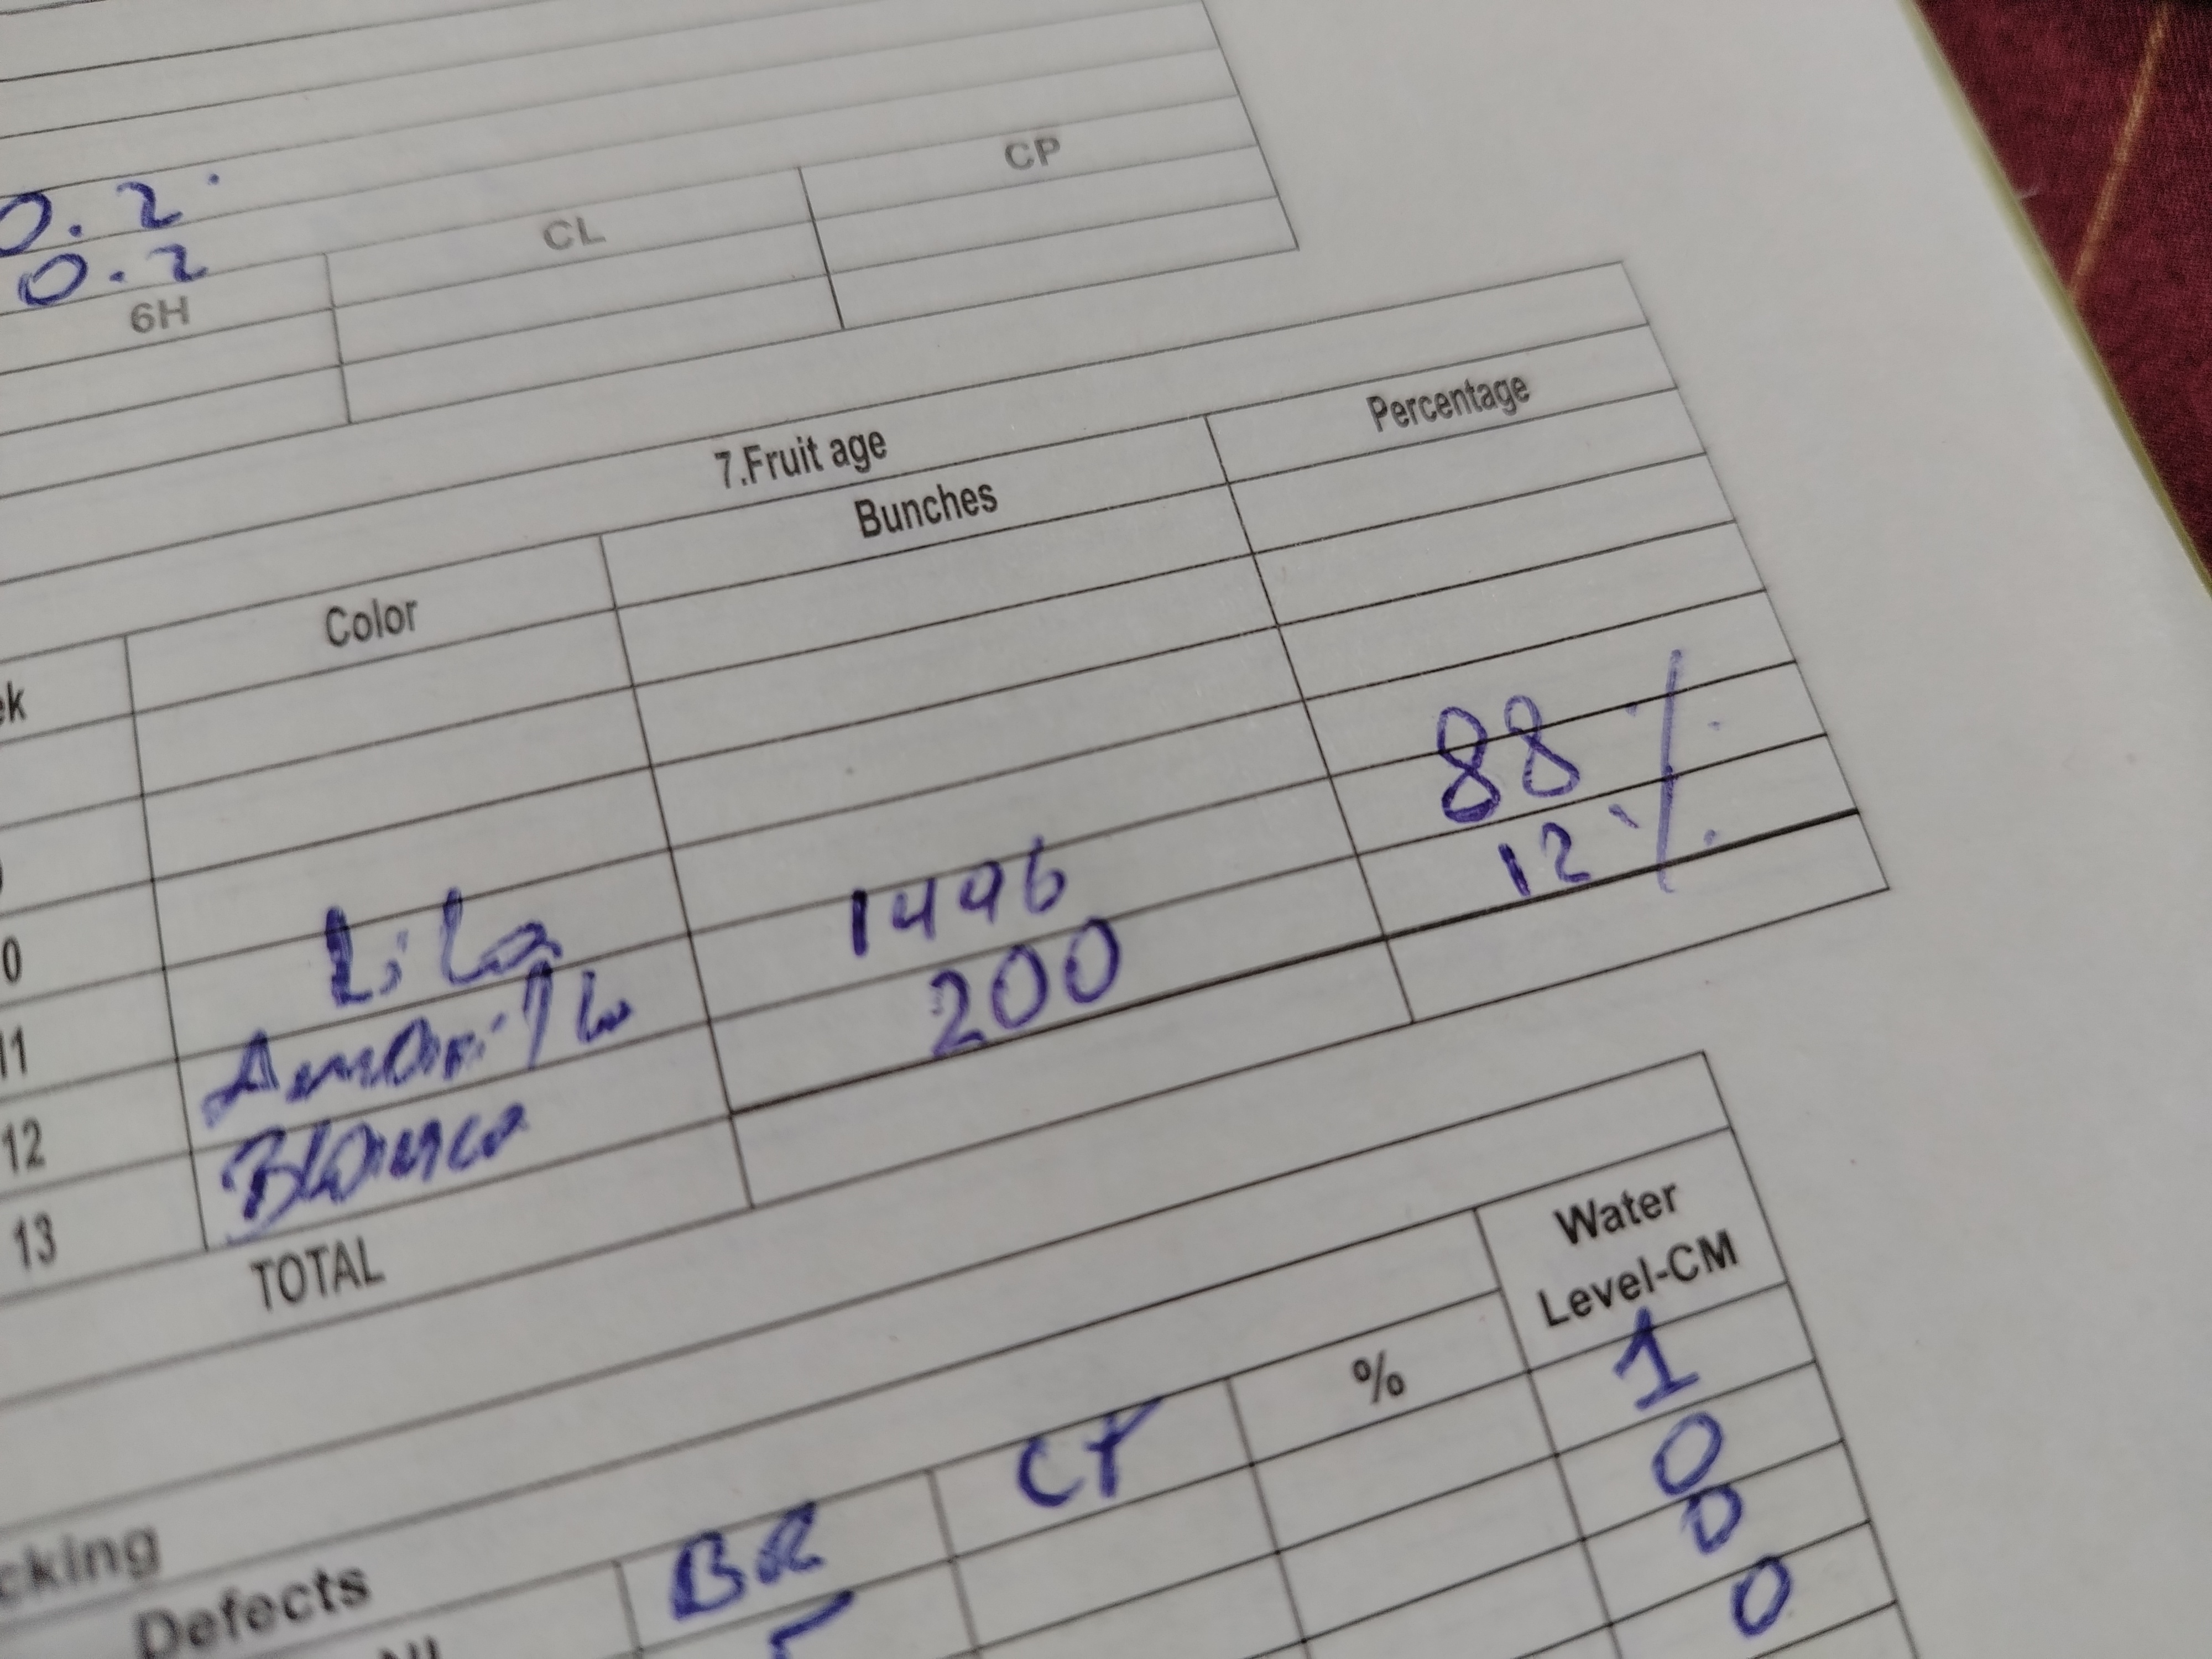 0.2
0.2
6H CL CP
7.Fruit age
ek Color Bunches Percentage
0
11 Lila 1496 88 %
12 Amarillo 200 12 %
13 Blanco
TOTAL
cking
Defects BR CP % Water Level-CM
1
0
0
0